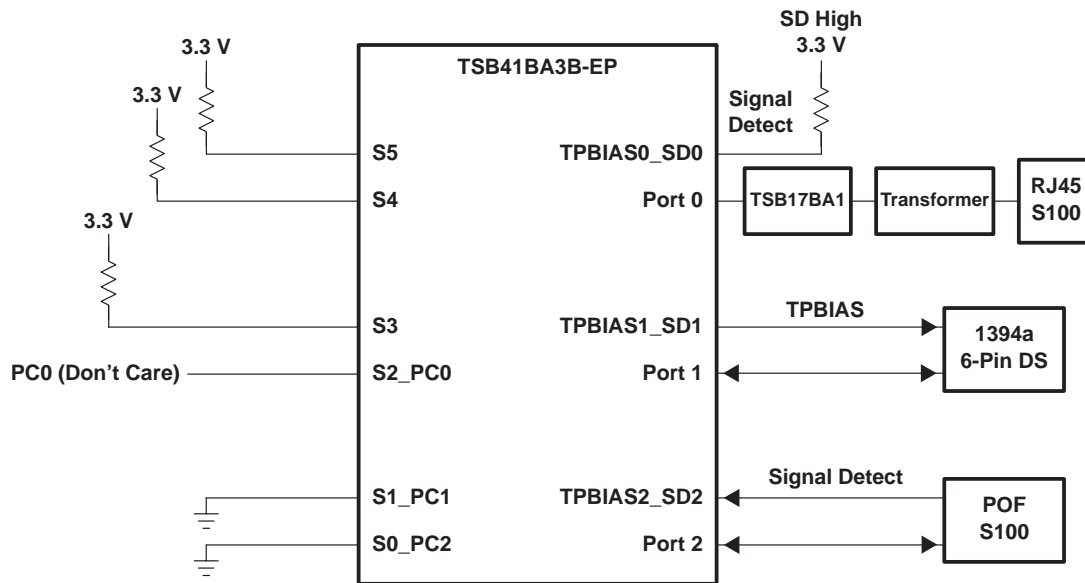 SD High
3.3 V
3.3 V
TSB41BA3B-EP
3.3 V
Signal
Detect
S5
TPBIAS0_SD0
S4
Port 0
TSB17BA1
Transformer
RJ45
S100
3.3 V
S3
TPBIAS1_SD1
TPBIAS
1394a
6-Pin DS
PC0 (Don’t Care)
S2_PC0
Port 1
Signal Detect
S1_PC1
TPBIAS2_SD2
POF
S100
S0_PC2
Port 2